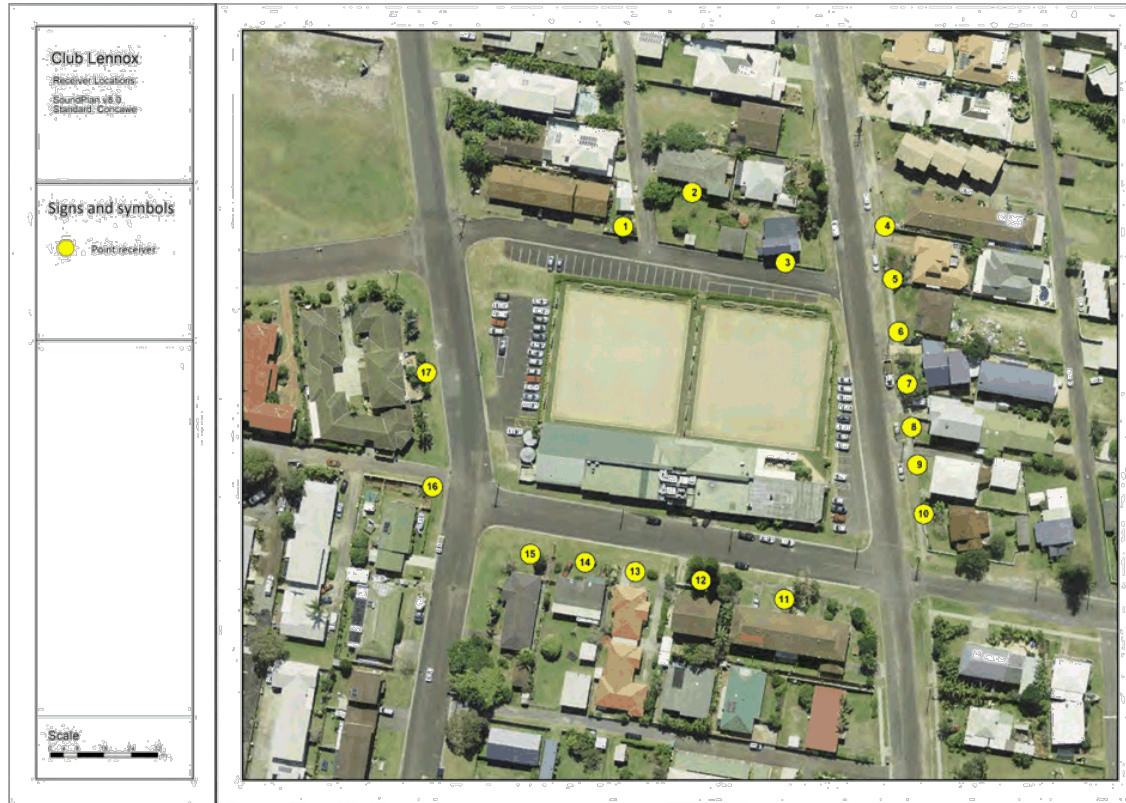 Club Lennox
Receiver Locations
SoundPlan v8.0
Standard: Concawe
Signs and symbols
Point receiver
1
2
3
4
5
6
7
8
9
10
11
12
13
14
15
16
17
Scale